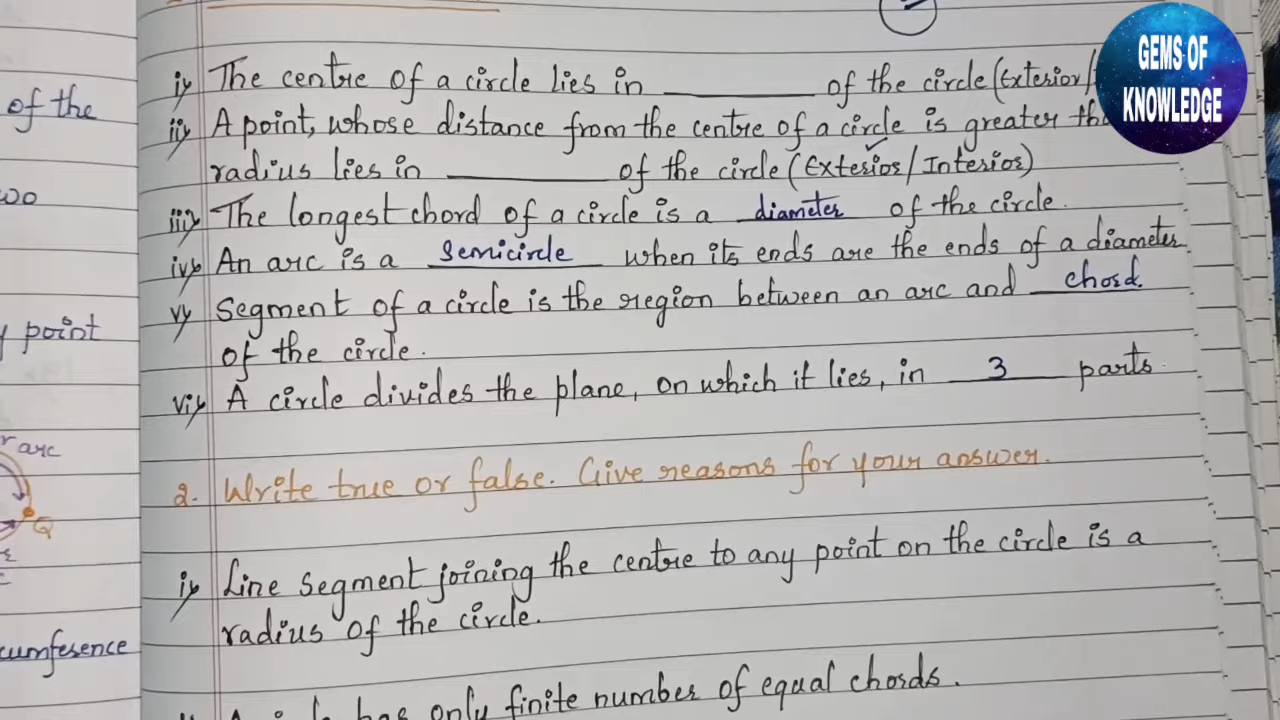 of the
wo
point
arc
Q
cumference
i) The centre of a circle lies in ________ of the circle (Exterior/
ii) A point, whose distance from the centre of a circle is greater
radius lies in ________ of the circle (Exterior/Interior)
iii) The longest chord of a circle is a diameter of the circle.
iv) An arc is a semicircle when its ends are the ends of a diameter
v) Segment of a circle is the region between an arc and chord.
of the circle.
vi) A circle divides the plane, on which it lies, in 3 parts.
2. Write true or false. Give reasons for your answer.
i) Line segment joining the centre to any point on the circle is a
radius of the circle.
has only finite number of equal chords.
GEMS OF
KNOWLEDGE